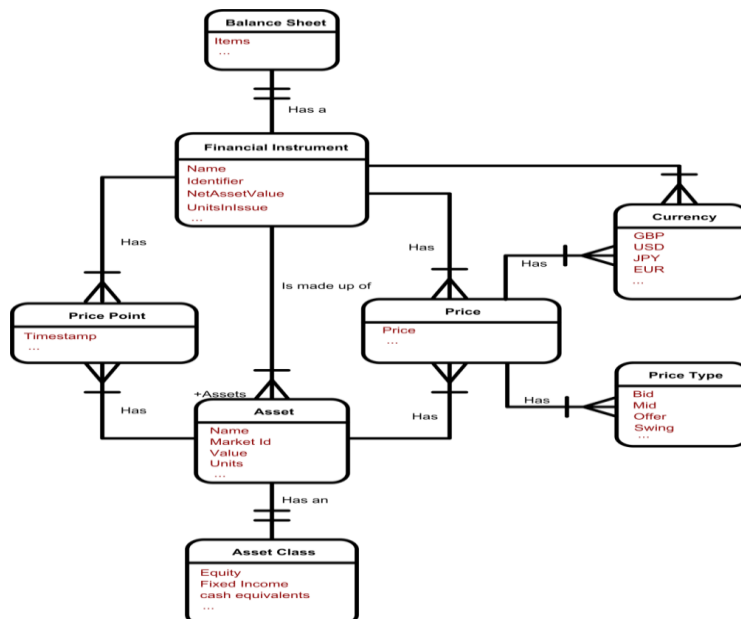 Balance Sheet
Items
...
Has a
Financial Instrument
Name
Identifier
NetAssetValue
UnitsInIssue
...
Has
Has
Is made up of
Currency
GBP
USD
JPY
EUR
...
Has
Price Point
Timestamp
...
Price
Price
...
Price Type
Bid
Mid
Offer
Swing
...
Has
+Assets
Has
Has
Asset
Name
Market Id
Value
Units
...
Has an
Asset Class
Equity
Fixed Income
cash equivalents
...